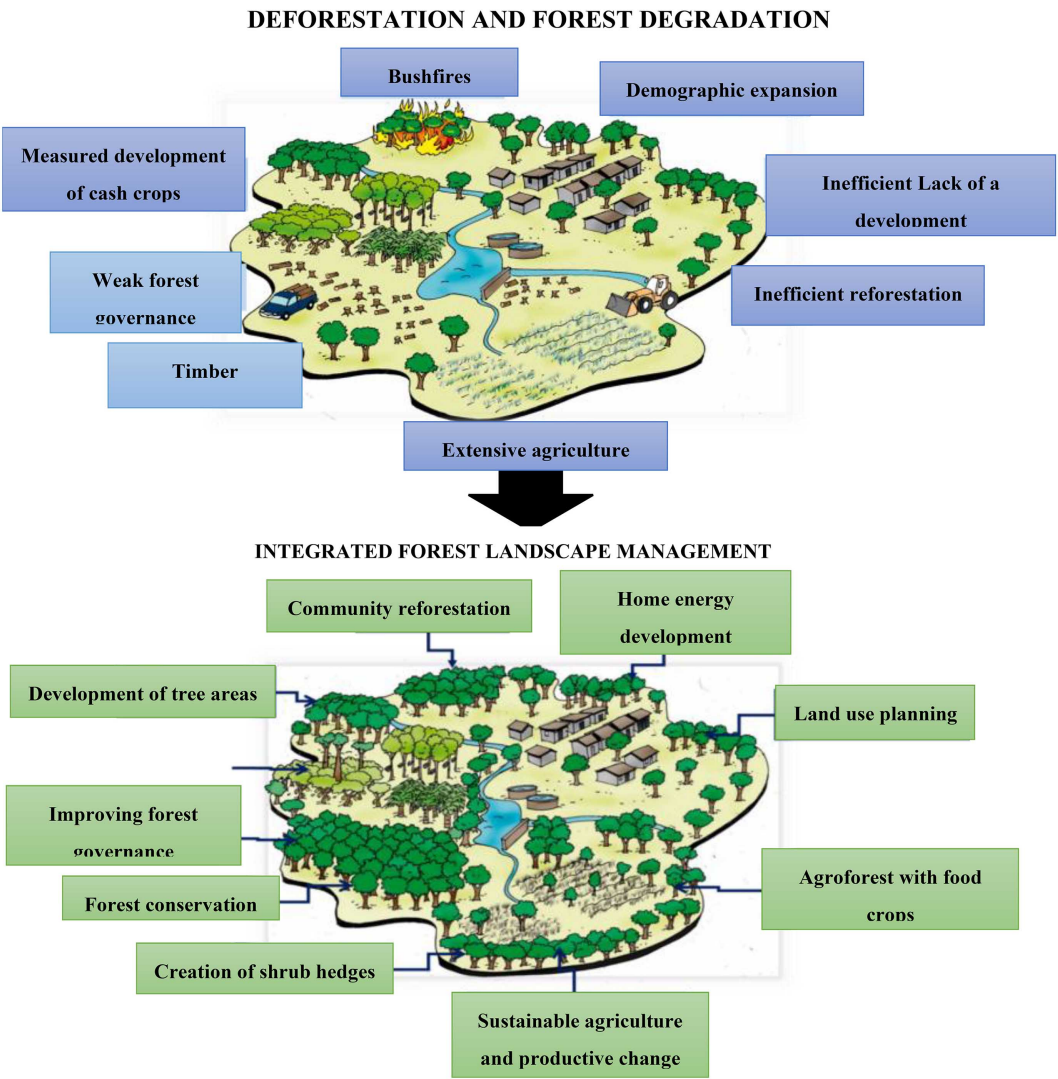 DEFORESTATION AND FOREST DEGRADATION
Bushfires
Demographic expansion
Measured development
of cash crops
Inefficient Lack of a
development
Weak forest
governance
Inefficient reforestation
Timber
Extensive agriculture
INTEGRATED FOREST LANDSCAPE MANAGEMENT
Community reforestation
Home energy
development
Development of tree areas
Land use planning
Improving forest
governance
Agroforest with food
crops
Forest conservation
Creation of shrub hedges
Sustainable agriculture
and productive change